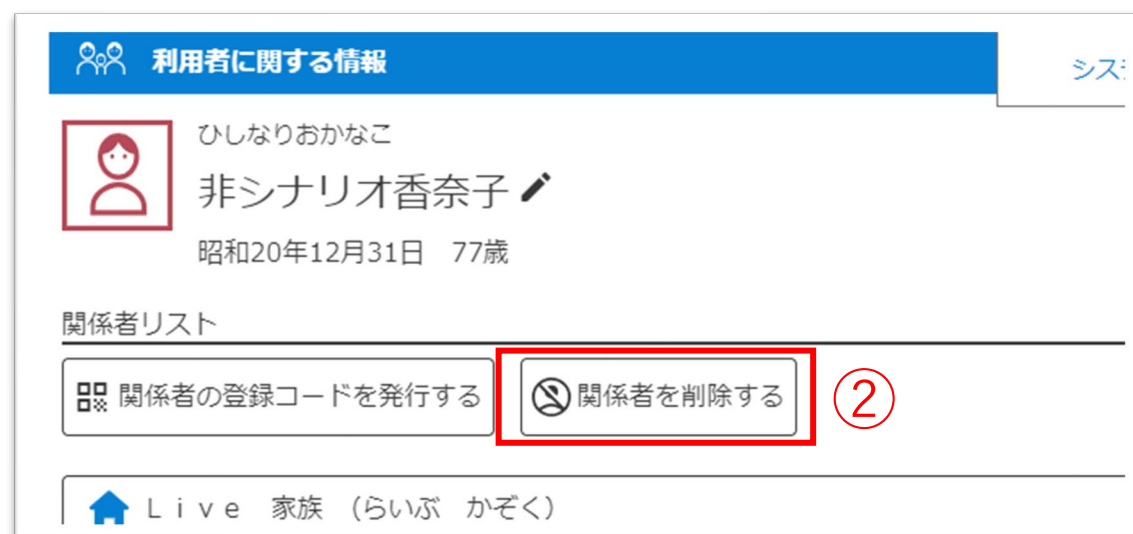 利用者に関する情報
システ
ひしなりおかなこ
非シナリオ香奈子
昭和20年12月31日　77歳
関係者リスト
関係者の登録コードを発行する
関係者を削除する
②
Ｌｉｖｅ　家族　（らいぶ　かぞく）